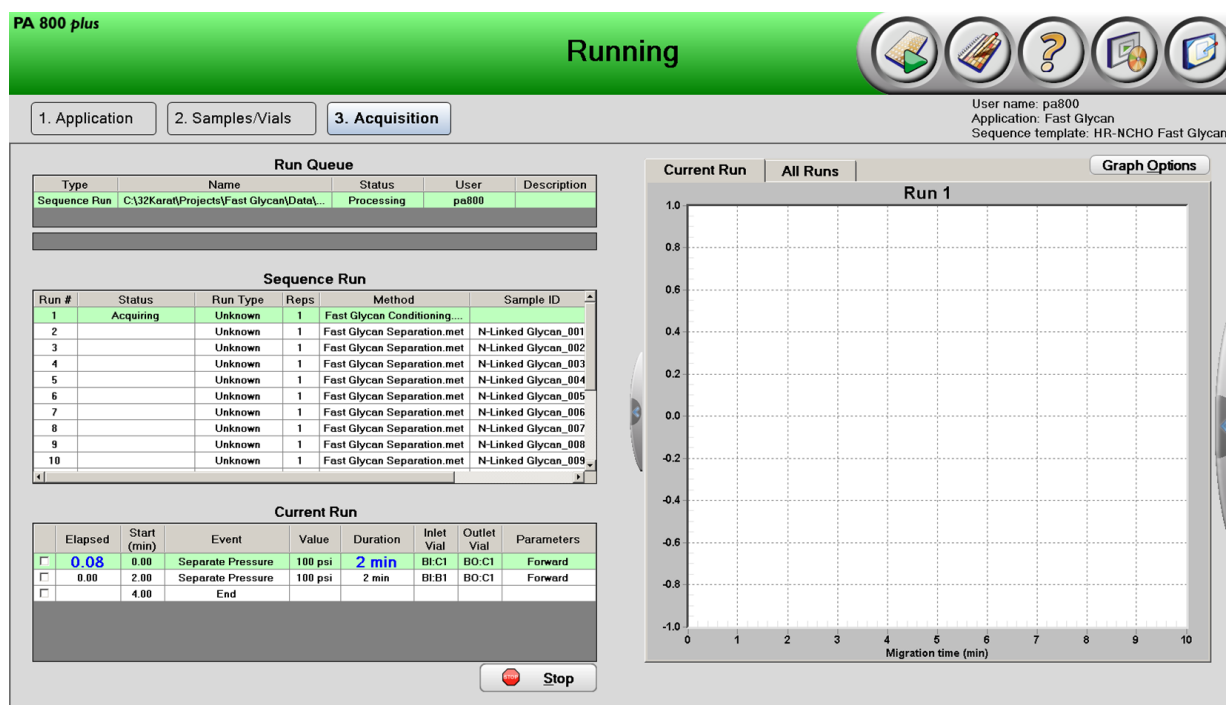 PA 800 plus
Running
1. Application
2. Samples/Vials
3. Acquisition
User name: pa800
Application: Fast Glycan
Sequence template: HR-NCHO Fast Glycan
Run Queue
Type Name Status User Description
Sequence Run C:\32Karat\Projects\Fast Glycan\Data\... Processing pa800
Sequence Run
Run # Status Run Type Reps Method Sample ID
1 Acquiring Unknown 1 Fast Glycan Conditioning....
2 Unknown 1 Fast Glycan Separation.met N-Linked Glycan_001
3 Unknown 1 Fast Glycan Separation.met N-Linked Glycan_002
4 Unknown 1 Fast Glycan Separation.met N-Linked Glycan_003
5 Unknown 1 Fast Glycan Separation.met N-Linked Glycan_004
6 Unknown 1 Fast Glycan Separation.met N-Linked Glycan_005
7 Unknown 1 Fast Glycan Separation.met N-Linked Glycan_006
8 Unknown 1 Fast Glycan Separation.met N-Linked Glycan_007
9 Unknown 1 Fast Glycan Separation.met N-Linked Glycan_008
10 Unknown 1 Fast Glycan Separation.met N-Linked Glycan_009
Current Run
Elapsed Start (min) Event Value Duration Inlet Vial Outlet Vial Parameters
0.08 0.00 Separate Pressure 100 psi 2 min BI:C1 BO:C1 Forward
0.00 2.00 Separate Pressure 100 psi 2 min BI:B1 BO:C1 Forward
4.00 End
STOP Stop
Current Run
All Runs
Graph Options
Run 1
1.0
0.8
0.6
0.4
0.2
0.0
-0.2
-0.4
-0.6
-0.8
-1.0
0 1 2 3 4 5 6 7 8 9 10
Migration time (min)